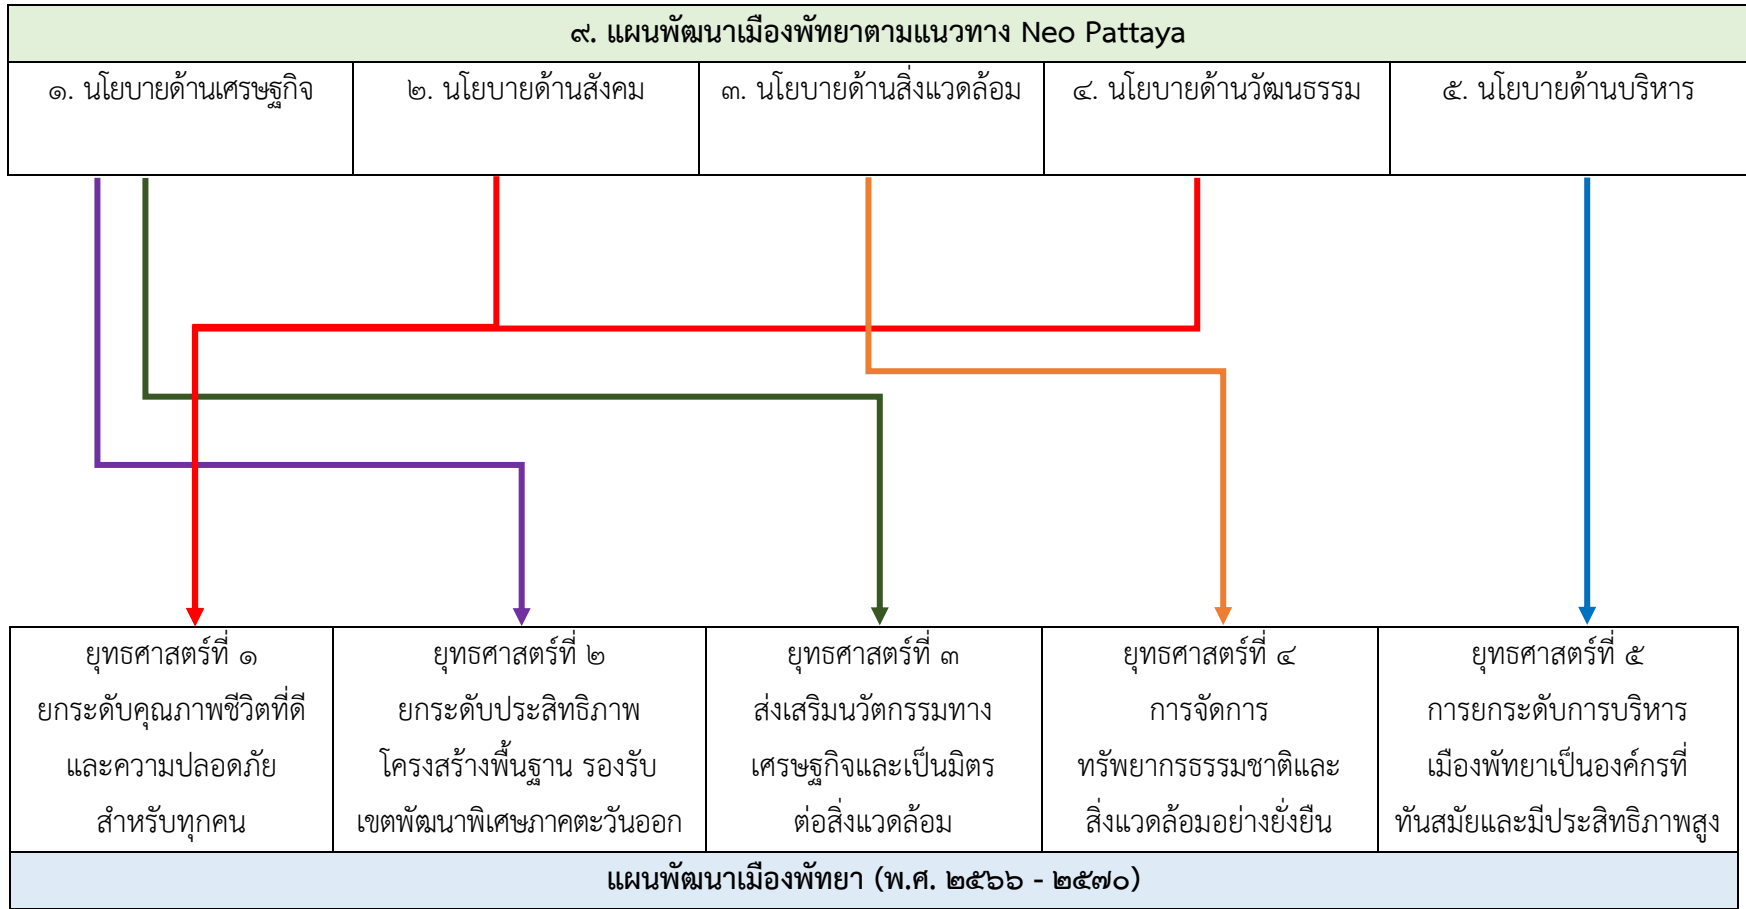 ๙. แผนพัฒนาเมืองพัทยาตามแนวทาง Neo Pattaya
๑. นโยบายด้านเศรษฐกิจ
๒. นโยบายด้านสังคม
๓. นโยบายด้านสิ่งแวดล้อม
๔. นโยบายด้านวัฒนธรรม
๕. นโยบายด้านบริหาร
ยุทธศาสตร์ที่ ๑
ยกระดับคุณภาพชีวิตที่ดี
และความปลอดภัย
สำหรับทุกคน
ยุทธศาสตร์ที่ ๒
ยกระดับประสิทธิภาพ
โครงสร้างพื้นฐาน รองรับ
เขตพัฒนาพิเศษภาคตะวันออก
ยุทธศาสตร์ที่ ๓
ส่งเสริมนวัตกรรมทาง
เศรษฐกิจและเป็นมิตร
ต่อสิ่งแวดล้อม
ยุทธศาสตร์ที่ ๔
การจัดการ
ทรัพยากรธรรมชาติและ
สิ่งแวดล้อมอย่างยั่งยืน
ยุทธศาสตร์ที่ ๕
การยกระดับการบริหาร
เมืองพัทยาเป็นองค์กรที่
ทันสมัยและมีประสิทธิภาพสูง
แผนพัฒนาเมืองพัทยา (พ.ศ. ๒๕๖๖ - ๒๕๗๐)